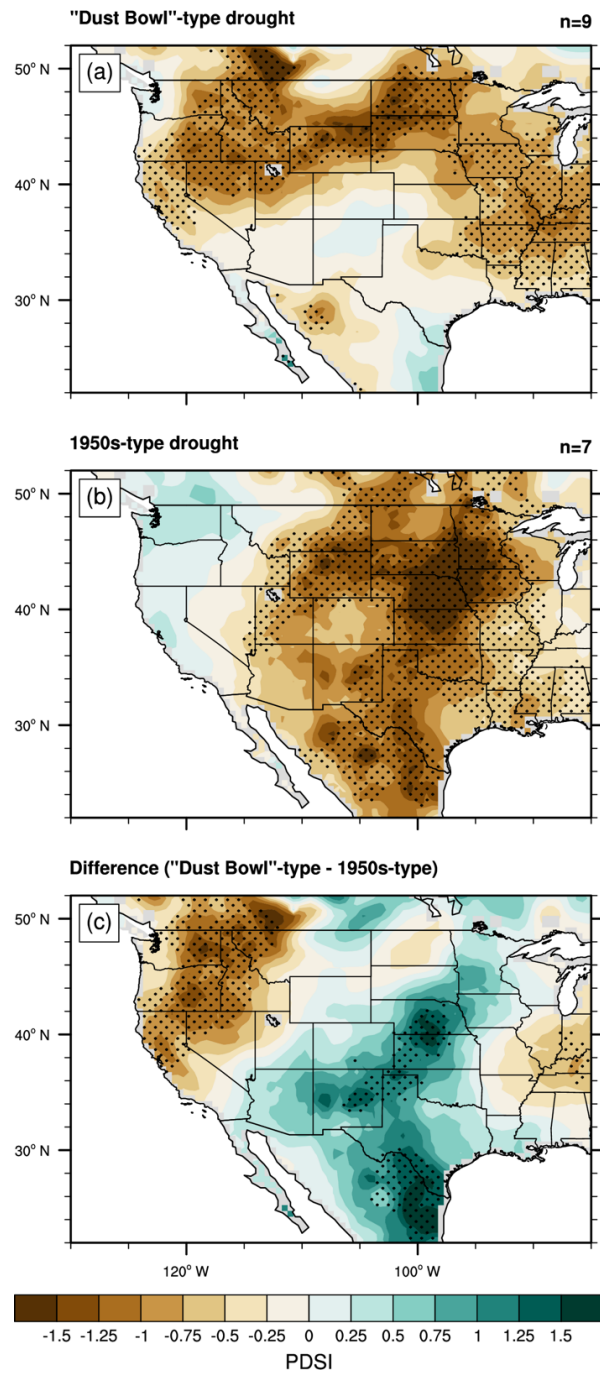 "Dust Bowl"-type drought n=9
(a)
50° N
40° N
30° N
1950s-type drought n=7
(b)
50° N
40° N
30° N
Difference ("Dust Bowl"-type - 1950s-type)
(c)
50° N
40° N
30° N
120° W 100° W
-1.5 -1.25 -1 -0.75 -0.5 -0.25 0 0.25 0.5 0.75 1 1.25 1.5
PDSI